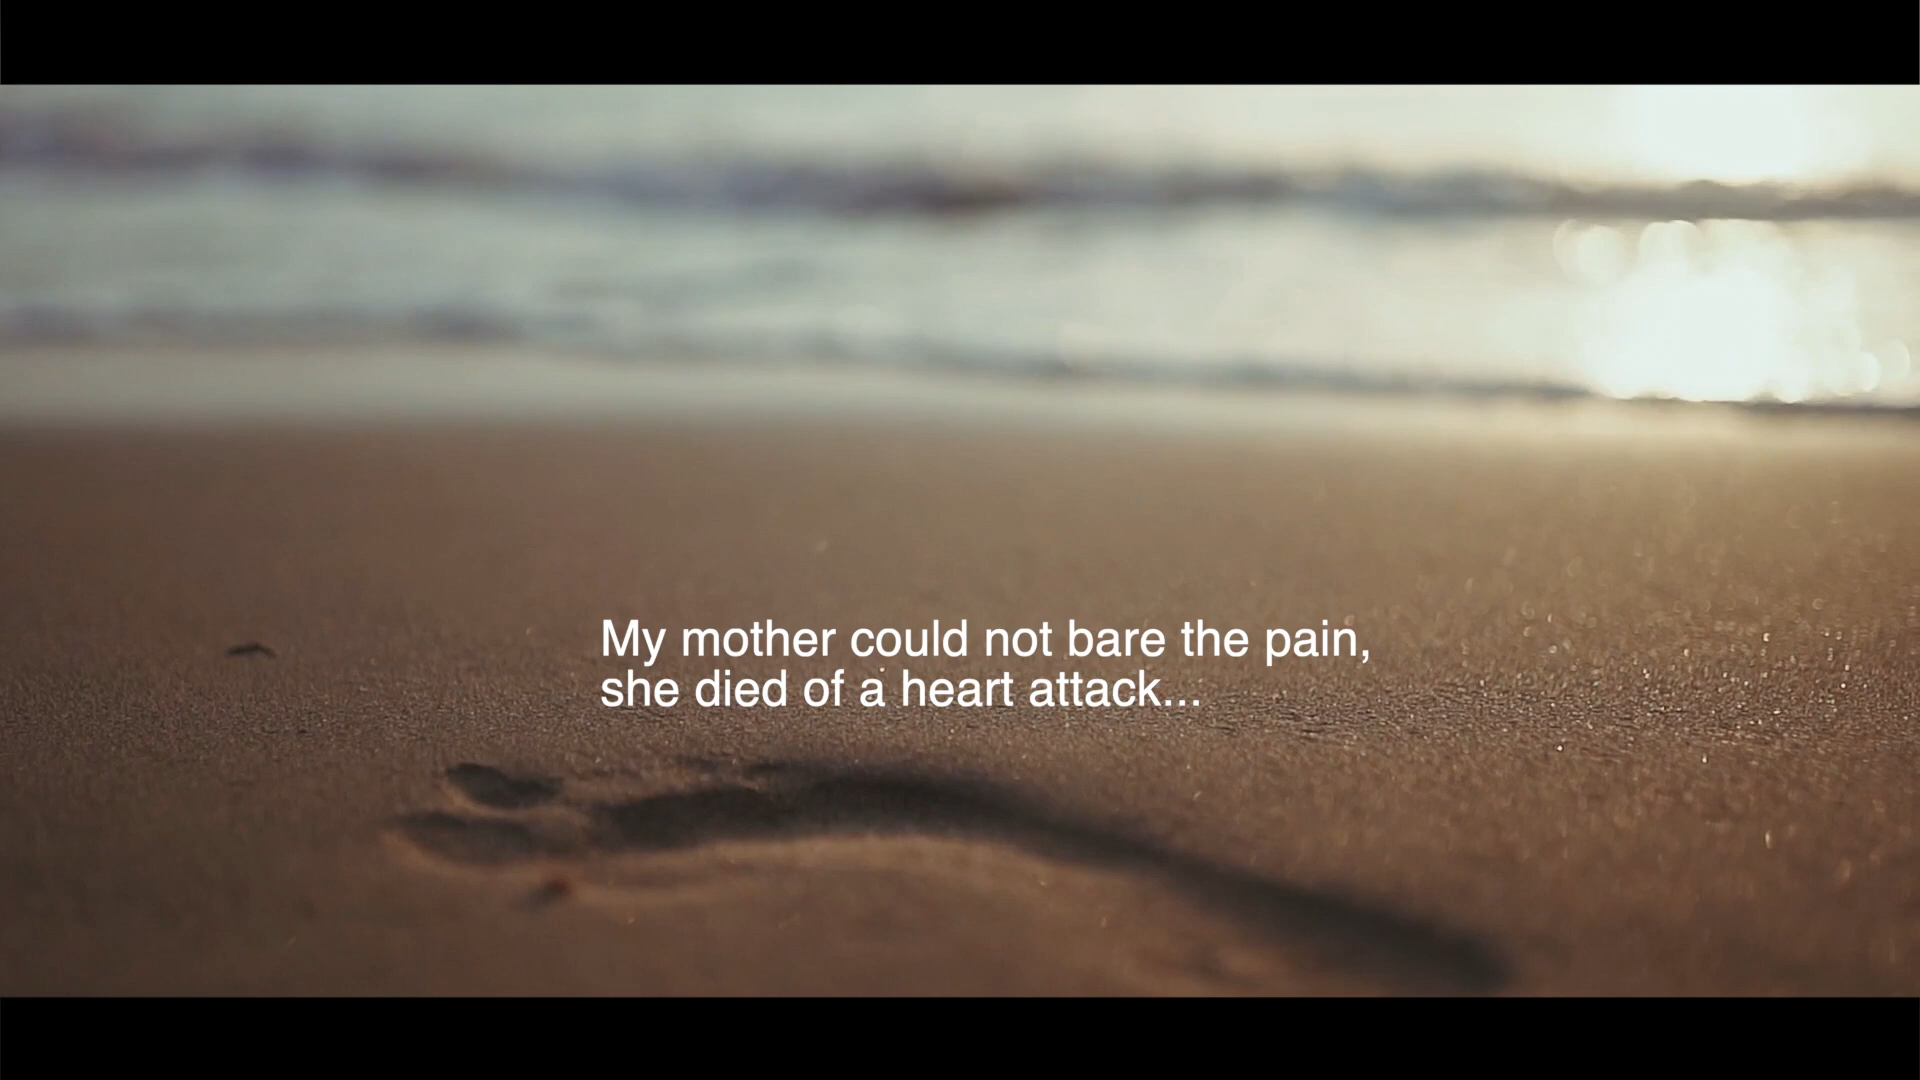 My mother could not bare the pain,
she died of a heart attack...